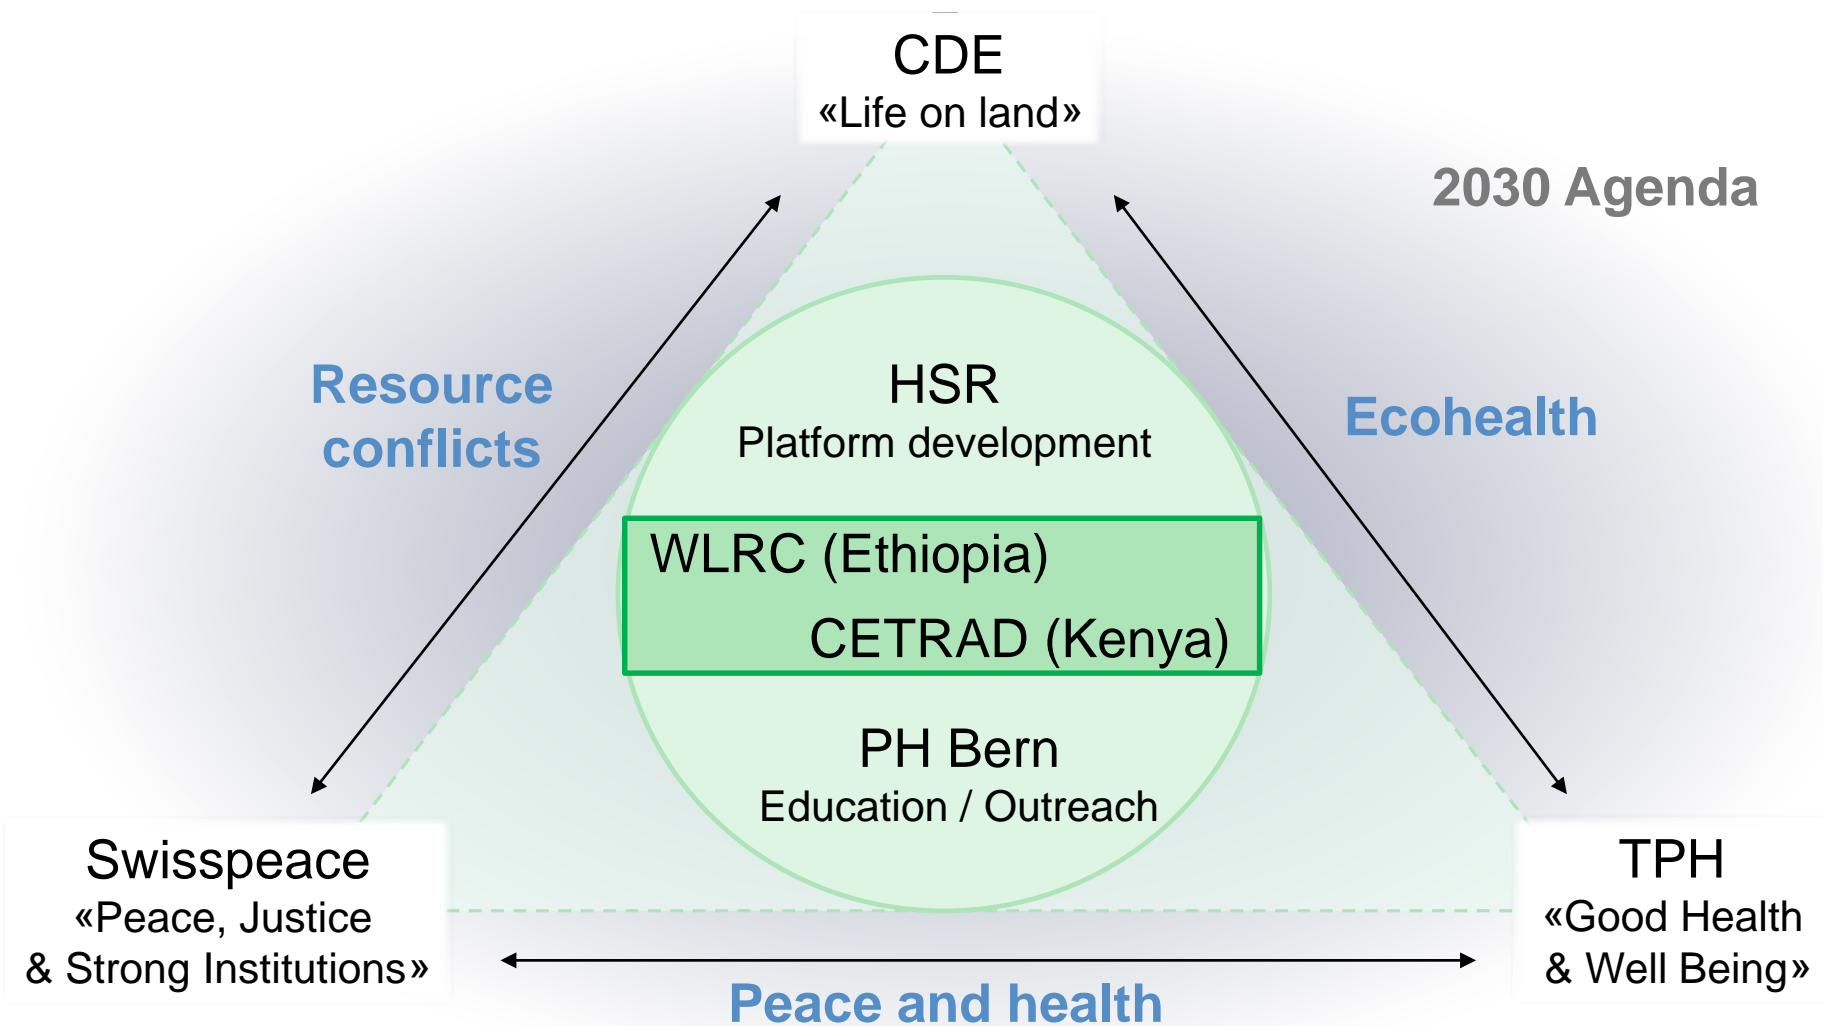 CDE
«Life on land»
2030 Agenda
Resource
conflicts
Ecohealth
HSR
Platform development
WLRC (Ethiopia)
CETRAD (Kenya)
PH Bern
Education / Outreach
Swisspeace
«Peace, Justice
& Strong Institutions»
TPH
«Good Health
& Well Being»
Peace and health